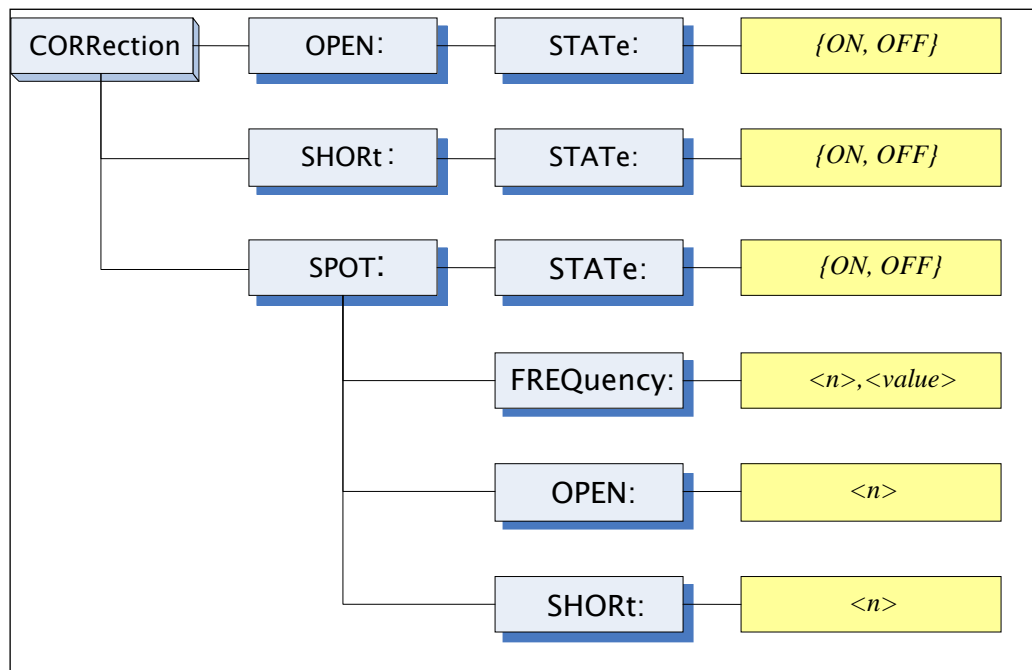 CORRection OPEN: STATe: {ON, OFF}
SHORt : STATe: {ON, OFF}
SPOT: STATe: {ON, OFF}
FREQuency: <n>,<value>
OPEN: <n>
SHORt: <n>